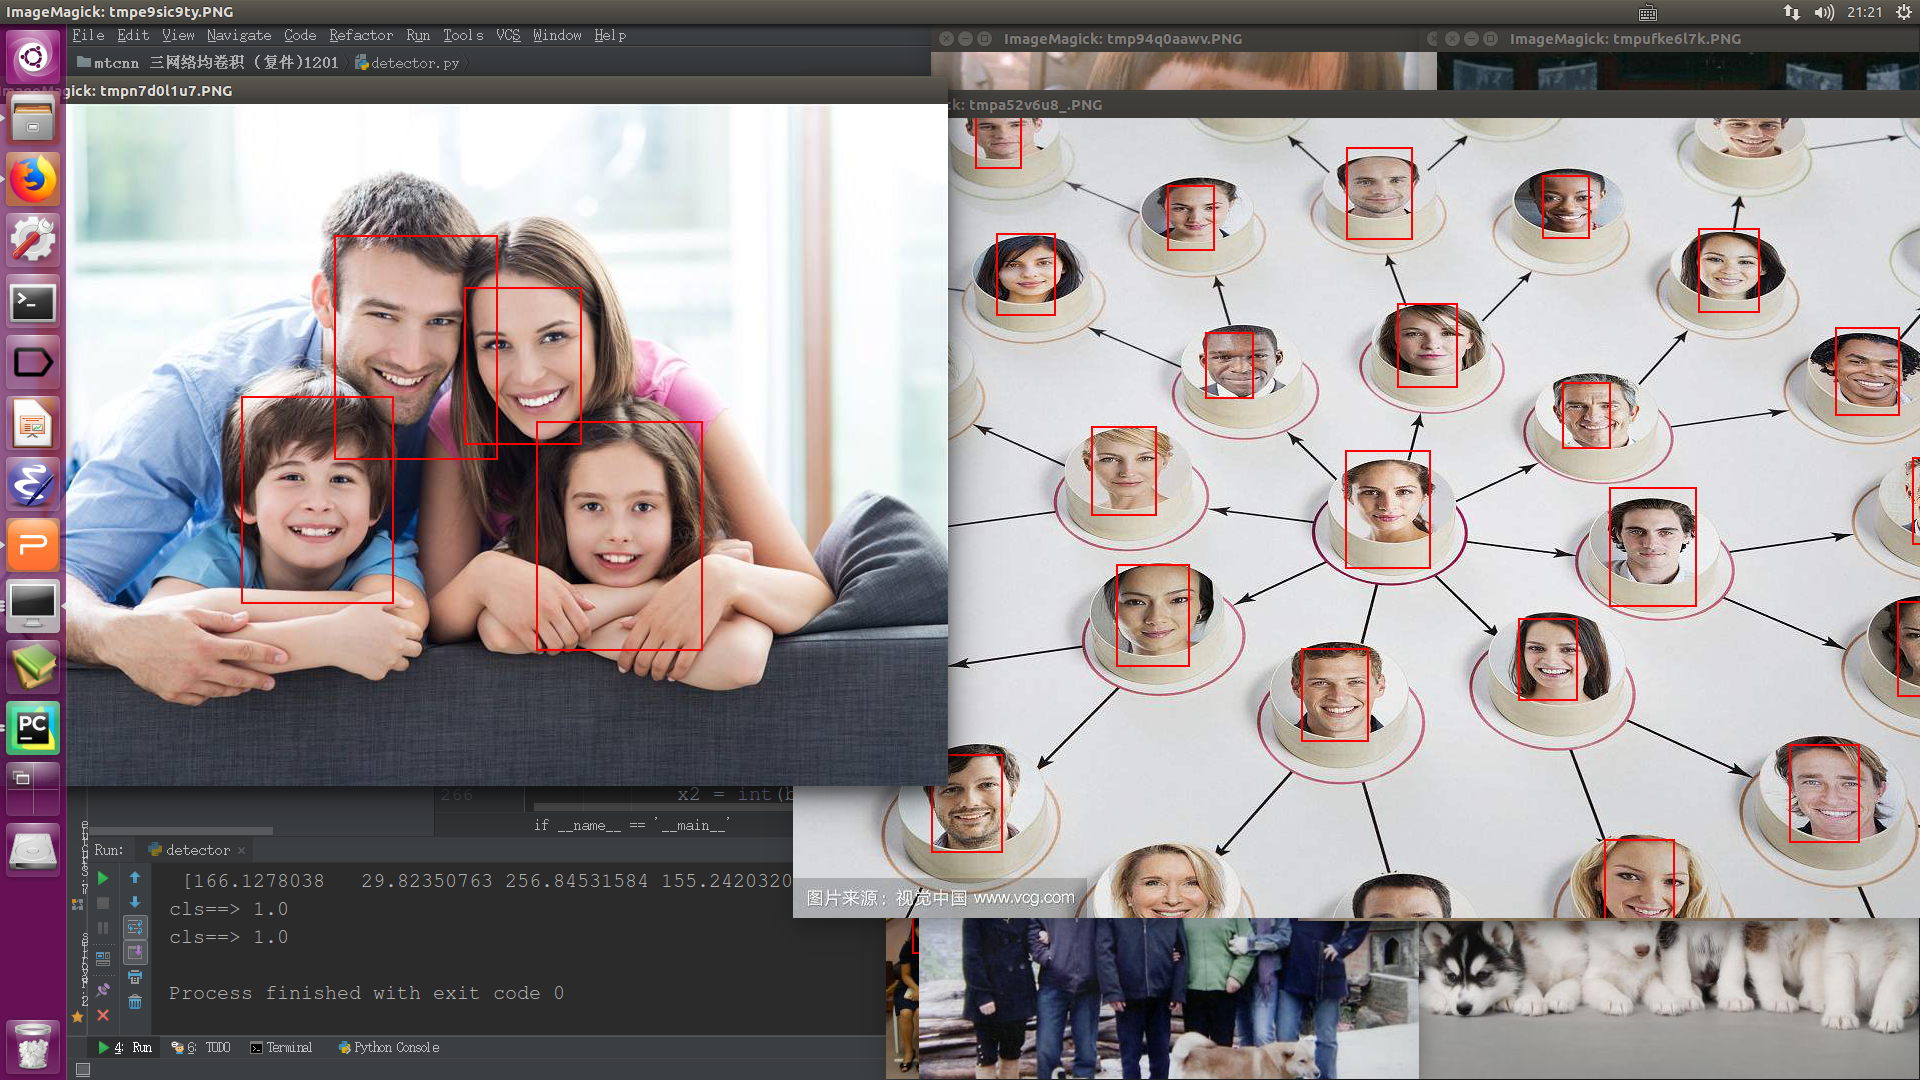 ImageMagick: tmpe9sic9ty.PNG
21:21
File Edit View Navigate Code Refactor Run Tools VCS Window Help
ImageMagick: tmp94q0aawv.PNG
ImageMagick: tmpufke6l7k.PNG
mtcnn 三网络均卷积 (复件)1201
detector.py
ImageMagick: tmpn7d0l1u7.PNG
ck: tmpa52v6u8_.PNG
266
x2 = int(b
if __name__ == '__main__'
Run: detector
[166.1278038 29.82350763 256.84531584 155.2420320
cls==> 1.0
cls==> 1.0
Process finished with exit code 0
图片来源：视觉中国 www.vcg.com
4: Run 6: TODO Terminal Python Console